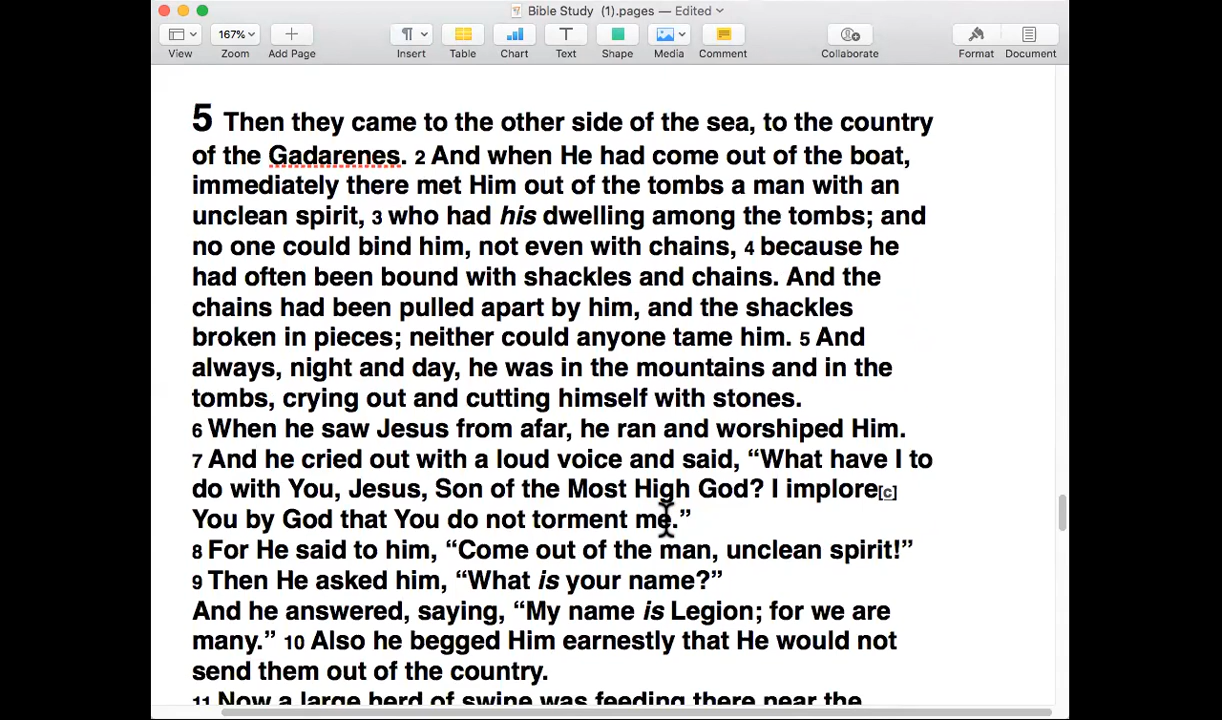 Bible Study (1).pages — Edited
167%
View
Zoom
Add Page
Insert
Table
Chart
Text
Shape
Media
Comment
Collaborate
Format
Document
5 Then they came to the other side of the sea, to the country
of the Gadarenes. 2 And when He had come out of the boat,
immediately there met Him out of the tombs a man with an
unclean spirit, 3 who had his dwelling among the tombs; and
no one could bind him, not even with chains, 4 because he
had often been bound with shackles and chains. And the
chains had been pulled apart by him, and the shackles
broken in pieces; neither could anyone tame him. 5 And
always, night and day, he was in the mountains and in the
tombs, crying out and cutting himself with stones.
6 When he saw Jesus from afar, he ran and worshiped Him.
7 And he cried out with a loud voice and said, “What have I to
do with You, Jesus, Son of the Most High God? I implore[c]
You by God that You do not torment me.”
8 For He said to him, “Come out of the man, unclean spirit!”
9 Then He asked him, “What is your name?”
And he answered, saying, “My name is Legion; for we are
many.” 10 Also he begged Him earnestly that He would not
send them out of the country.
11 Now a large herd of swine was feeding there near the